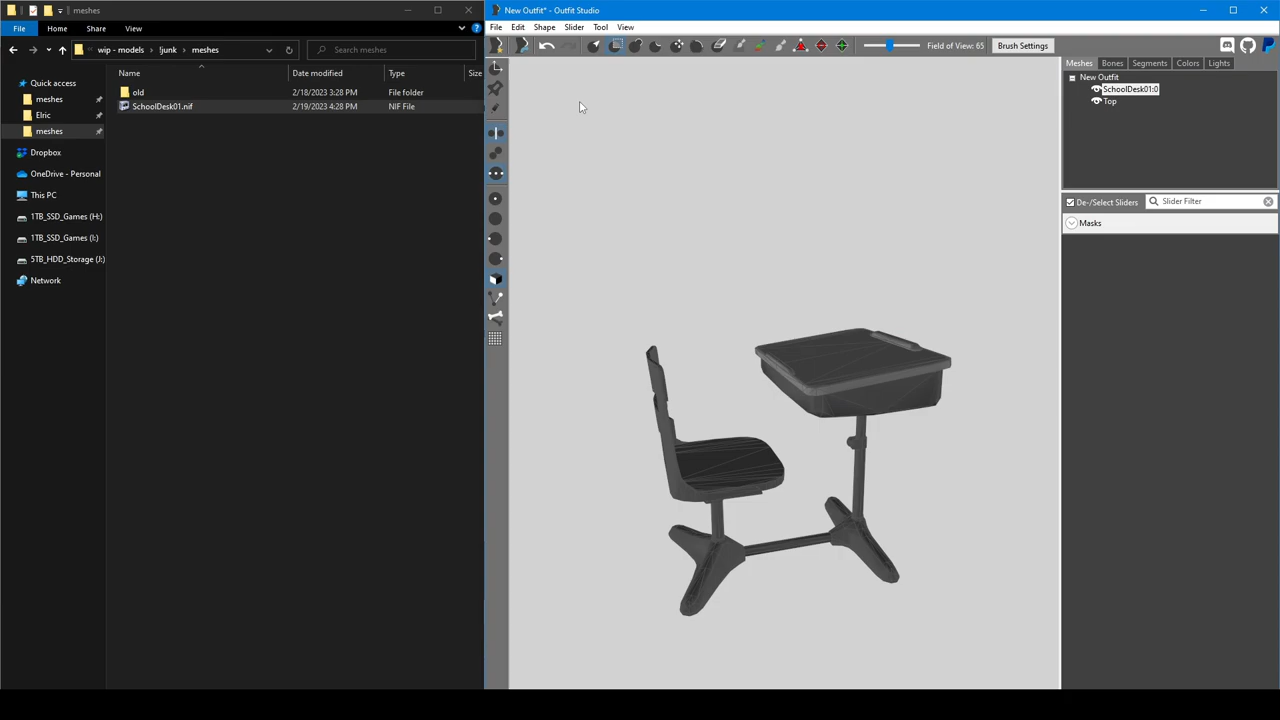 meshes
File Home Share View
wip - models › !junk › meshes
Search meshes
Name Date modified Type Size
old 2/18/2023 3:28 PM File folder
SchoolDesk01.nif 2/19/2023 4:28 PM NIF File
Quick access
meshes
Elric
meshes
Dropbox
OneDrive - Personal
This PC
1TB_SSD_Games (H:)
1TB_SSD_Games (I:)
5TB_HDD_Storage (J:)
Network
New Outfit* - Outfit Studio
File Edit Shape Slider Tool View
Field of View: 65 Brush Settings
Meshes Bones Segments Colors Lights
New Outfit
SchoolDesk01:0
Top
De-/Select Sliders Slider Filter
Masks